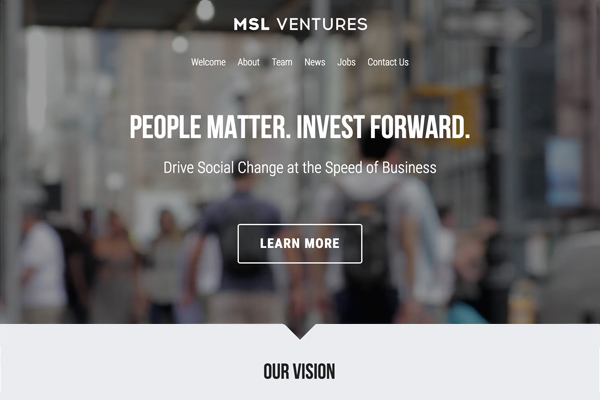 MSL VENTURES
Welcome About Team News Jobs Contact Us
PEOPLE MATTER. INVEST FORWARD.
Drive Social Change at the Speed of Business
LEARN MORE
OUR VISION